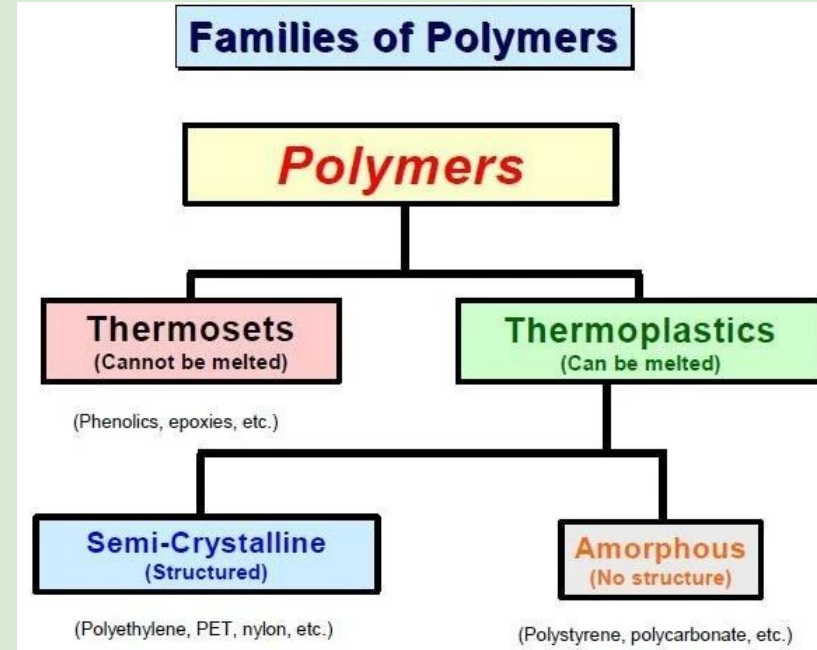 Families of Polymers
Polymers
Thermosets
(Cannot be melted)
(Phenolics, epoxies, etc.)
Thermoplastics
(Can be melted)
Semi-Crystalline
(Structured)
(Polyethylene, PET, nylon, etc.)
Amorphous
(No structure)
(Polystyrene, polycarbonate, etc.)